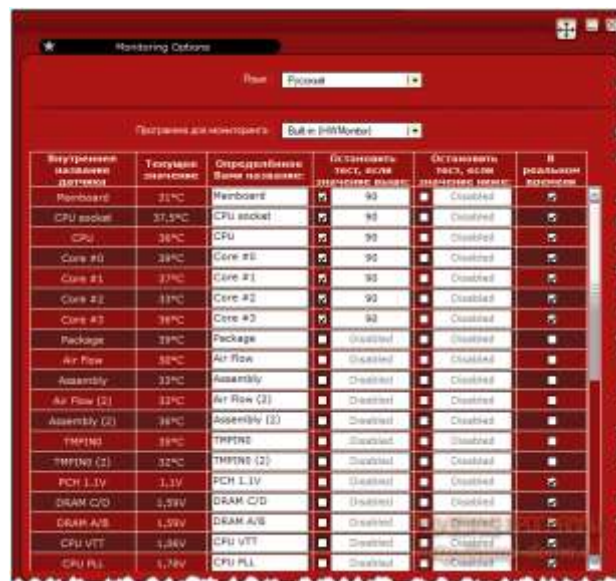 Monitoring Options
Язык Русский
Программа для мониторинга Built in (HWMonitor)
Внутреннее название датчика
Текущее значение
Определённое Вами название
Остановить тест, если значение выше:
Остановить тест, если значение ниже:
В реальном времени
Mainboard 31°C Mainboard 90 Disabled
CPU socket 37,5°C CPU socket 90 Disabled
CPU 36°C CPU 90 Disabled
Core #0 39°C Core #0 90 Disabled
Core #1 37°C Core #1 90 Disabled
Core #2 33°C Core #2 90 Disabled
Core #3 36°C Core #3 90 Disabled
Package 39°C Package Disabled Disabled
Air Flow 30°C Air Flow Disabled Disabled
Assembly 33°C Assembly Disabled Disabled
Air Flow (2) 32°C Air Flow (2) Disabled Disabled
Assembly (2) 36°C Assembly (2) Disabled Disabled
TMPIN0 39°C TMPIN0 Disabled Disabled
TMPIN0 (2) 32°C TMPIN0 (2) Disabled Disabled
PCH 1.1V 1,1V PCH 1.1V Disabled Disabled
DRAM C/D 1,59V DRAM C/D Disabled Disabled
DRAM A/B 1,59V DRAM A/B Disabled Disabled
CPU VTT 1,06V CPU VTT Disabled Disabled
CPU PLL 1,78V CPU PLL Disabled Disabled